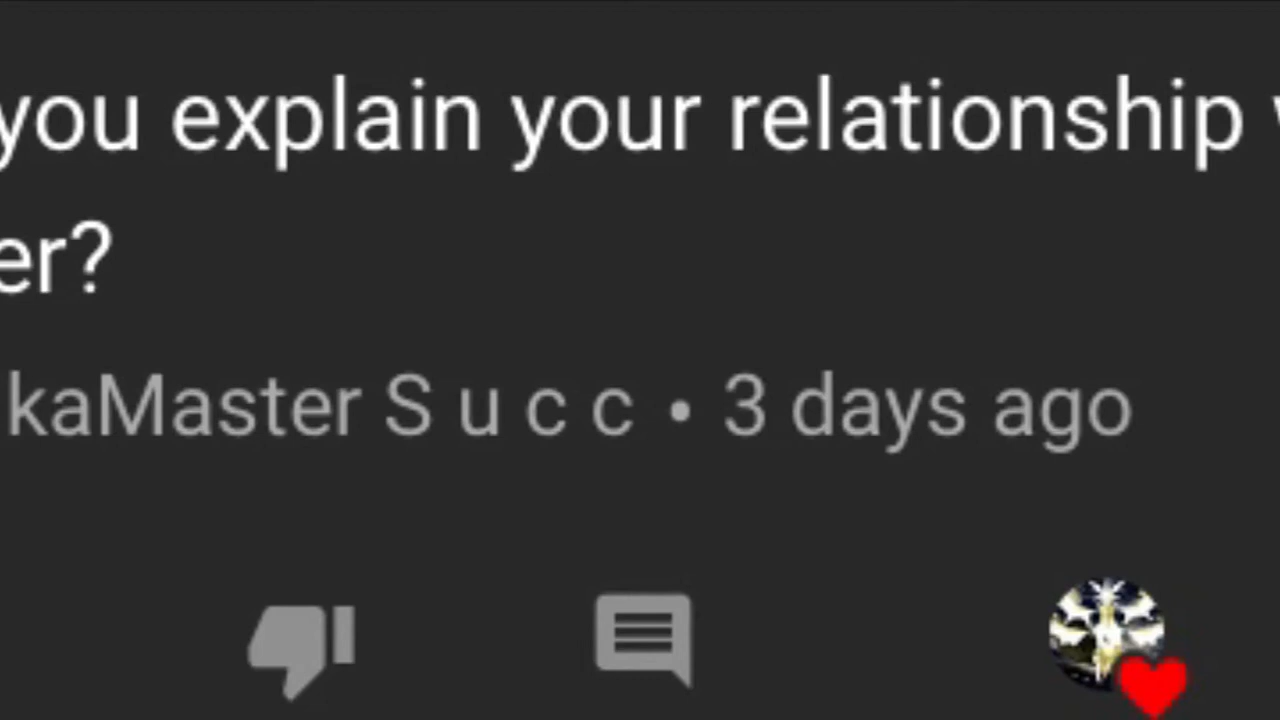 you explain your relationship
er?
kaMaster S u c c • 3 days ago